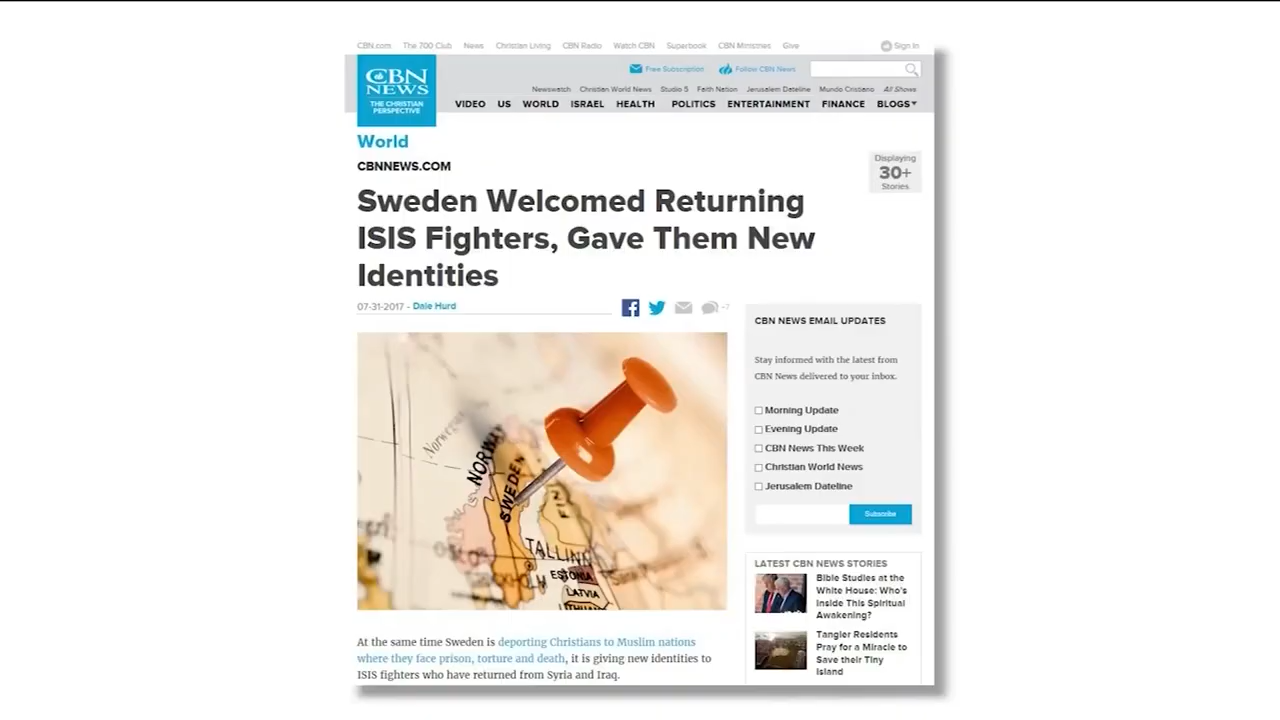 CBN.com The 700 Club News Christian Living CBN Radio Watch CBN Superbook CBN Ministries Give Sign In
CBN NEWS
THE CHRISTIAN PERSPECTIVE
Free Subscription Follow CBN News
Newswatch Christian World News Studio 5 Faith Nation Jerusalem Dateline Mundo Cristiano All Shows
VIDEO US WORLD ISRAEL HEALTH POLITICS ENTERTAINMENT FINANCE BLOGS
World
CBNNEWS.COM
Displaying
30+
Stories
Sweden Welcomed Returning
ISIS Fighters, Gave Them New
Identities
07-31-2017 - Dale Hurd
Norwegian
NORWAY
SWEDEN
FIN
OSLO
TALLINN
ESTONIA
LATVIA
At the same time Sweden is deporting Christians to Muslim nations
where they face prison, torture and death, it is giving new identities to
ISIS fighters who have returned from Syria and Iraq.
CBN NEWS EMAIL UPDATES
Stay informed with the latest from
CBN News delivered to your inbox.
Morning Update
Evening Update
CBN News This Week
Christian World News
Jerusalem Dateline
Subscribe
LATEST CBN NEWS STORIES
Bible Studies at the
White House: Who's
Inside This Spiritual
Awakening?
Tangier Residents
Pray for a Miracle to
Save their Tiny
Island